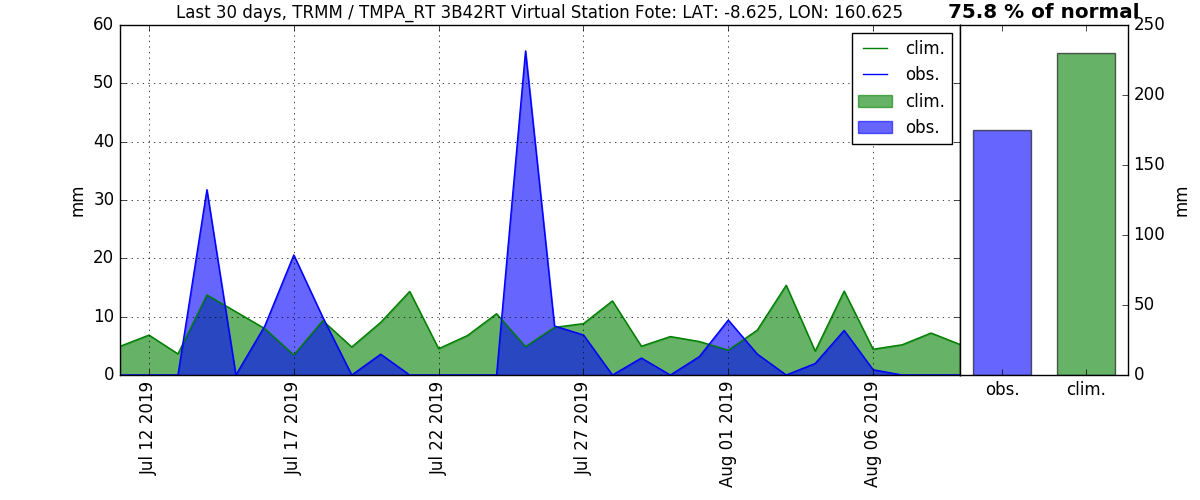 Last 30 days, TRMM / TMPA_RT 3B42RT Virtual Station Fote: LAT: -8.625, LON: 160.625
75.8 % of normal
60
50
40
30
20
10
0
mm
clim.
obs.
clim.
obs.
250
200
150
100
50
0
mm
obs.
clim.
Jul 12 2019
Jul 17 2019
Jul 22 2019
Jul 27 2019
Aug 01 2019
Aug 06 2019